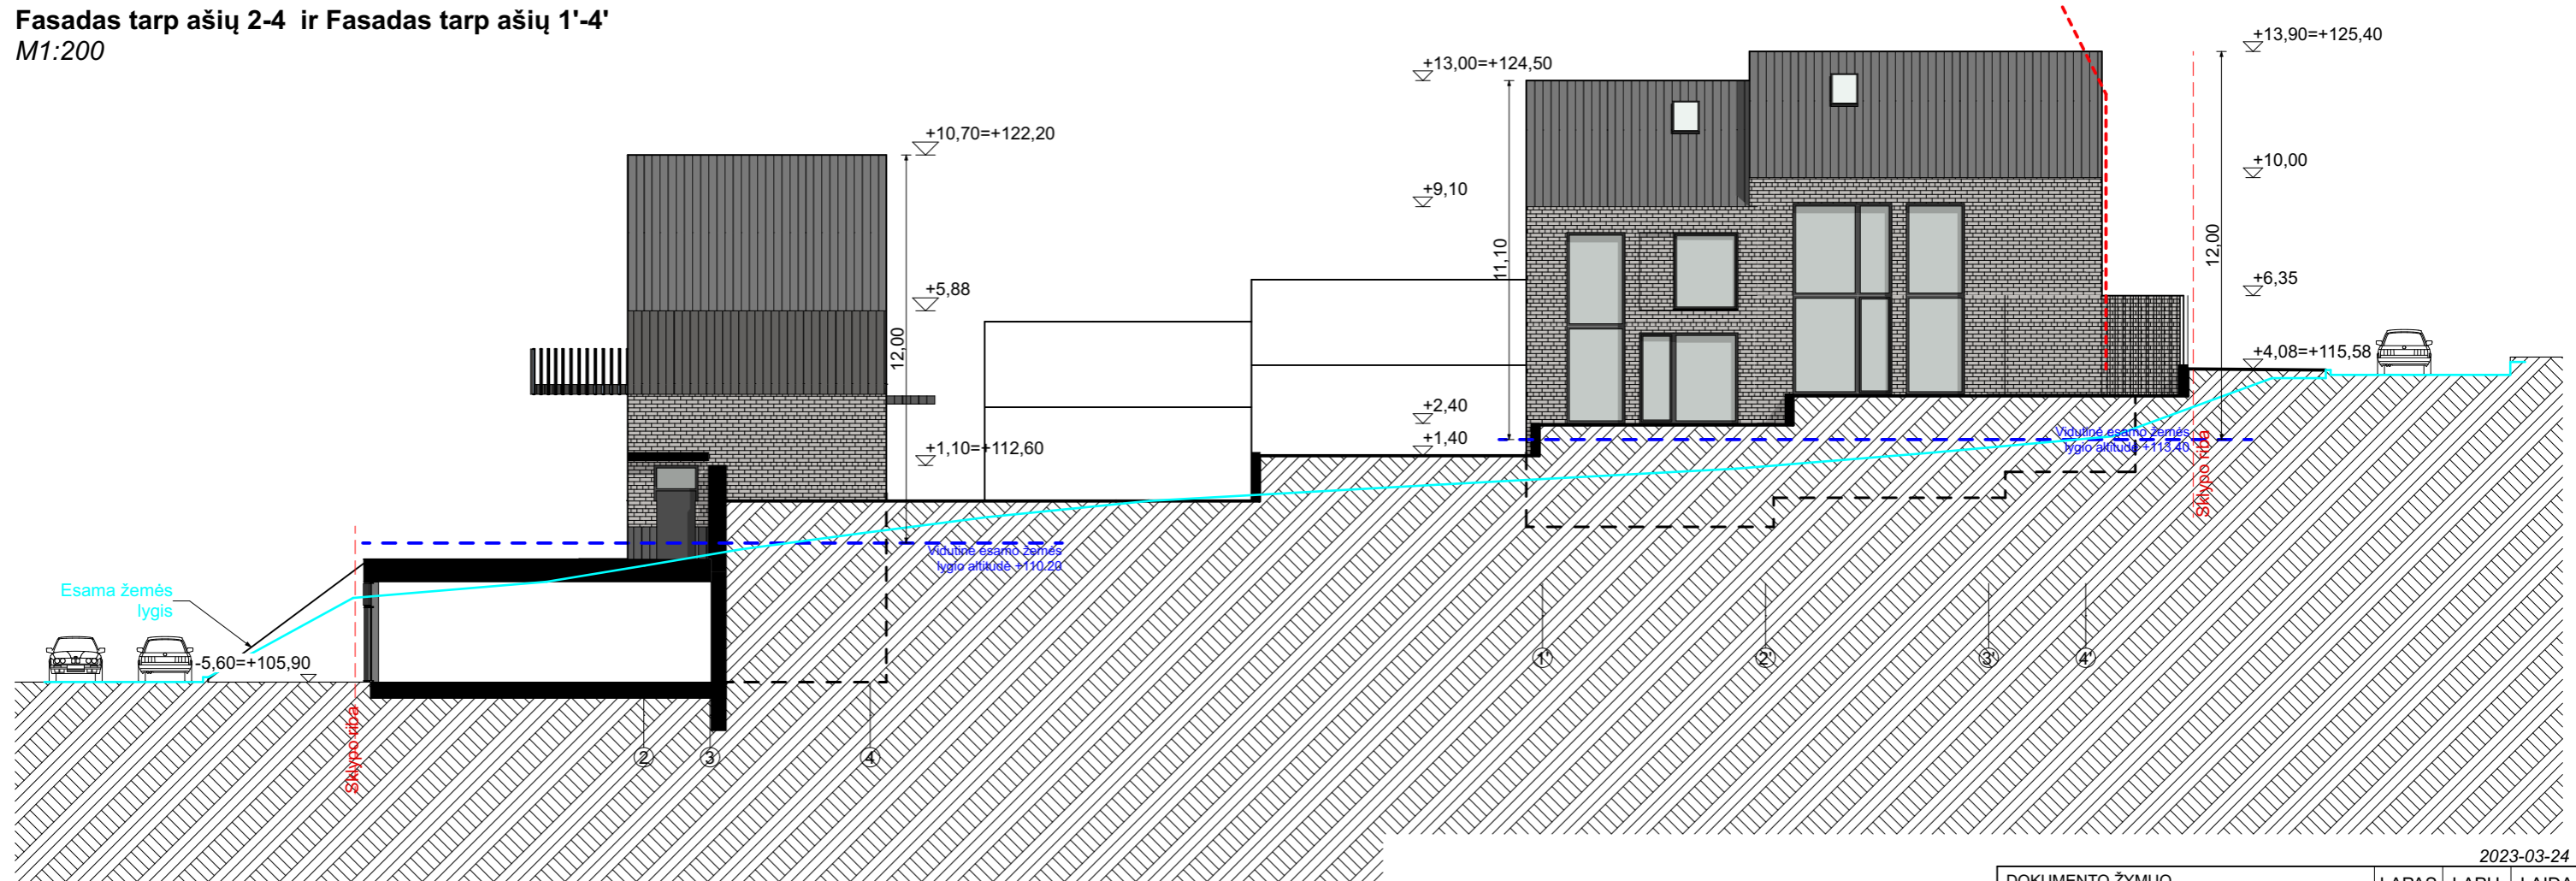 Fasadas tarp ašių 2-4 ir Fasadas tarp ašių 1'-4'
M1:200
+13,90=+125,40
+13,00=+124,50
+10,70=+122,20
+10,00
+9,10
11,10
12,00
+6,35
+5,88
12,00
+4,08=+115,58
+2,40
+1,40
+1,10=+112,60
Vidutinė esamo žemės
lygio altitudė +113.40
Sklypo riba
Vidutinė esamo žemės
lygio altitudė +110.20
Esama žemės
lygis
-5,60=+105,90
1'
2'
3'
4'
Sklypo riba
2
3
4
2023-03-24
DOKUMENTO ŽYMUO LAPAS LAPŲ LAIDA